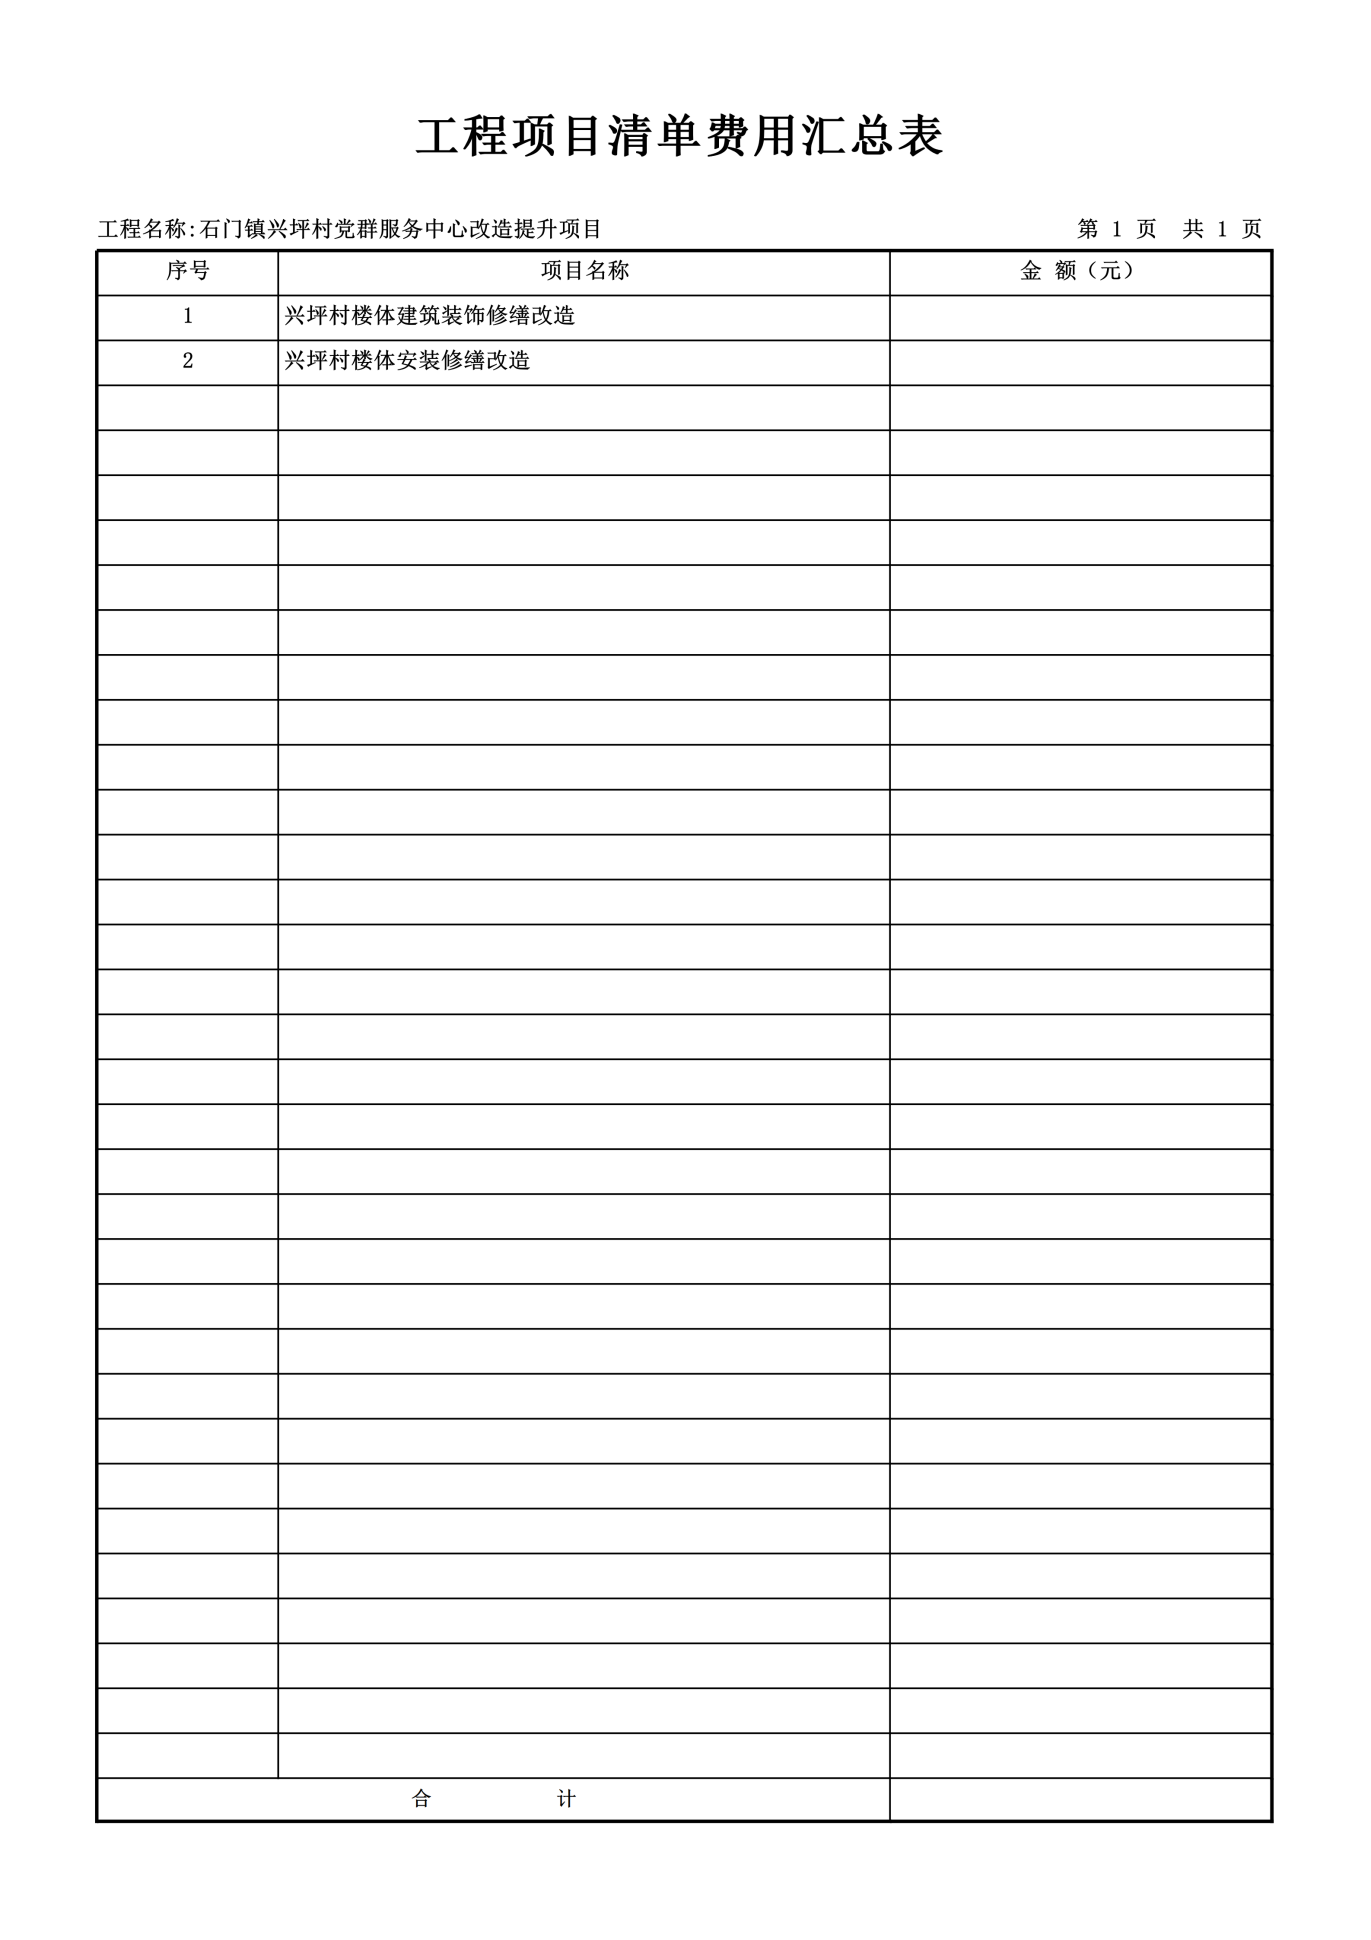 工程项目清单费用汇总表
工程名称:石门镇兴坪村党群服务中心改造提升项目 第 1 页 共 1 页
序号 项目名称 金 额（元）
1 兴坪村楼体建筑装饰修缮改造
2 兴坪村楼体安装修缮改造
合 计